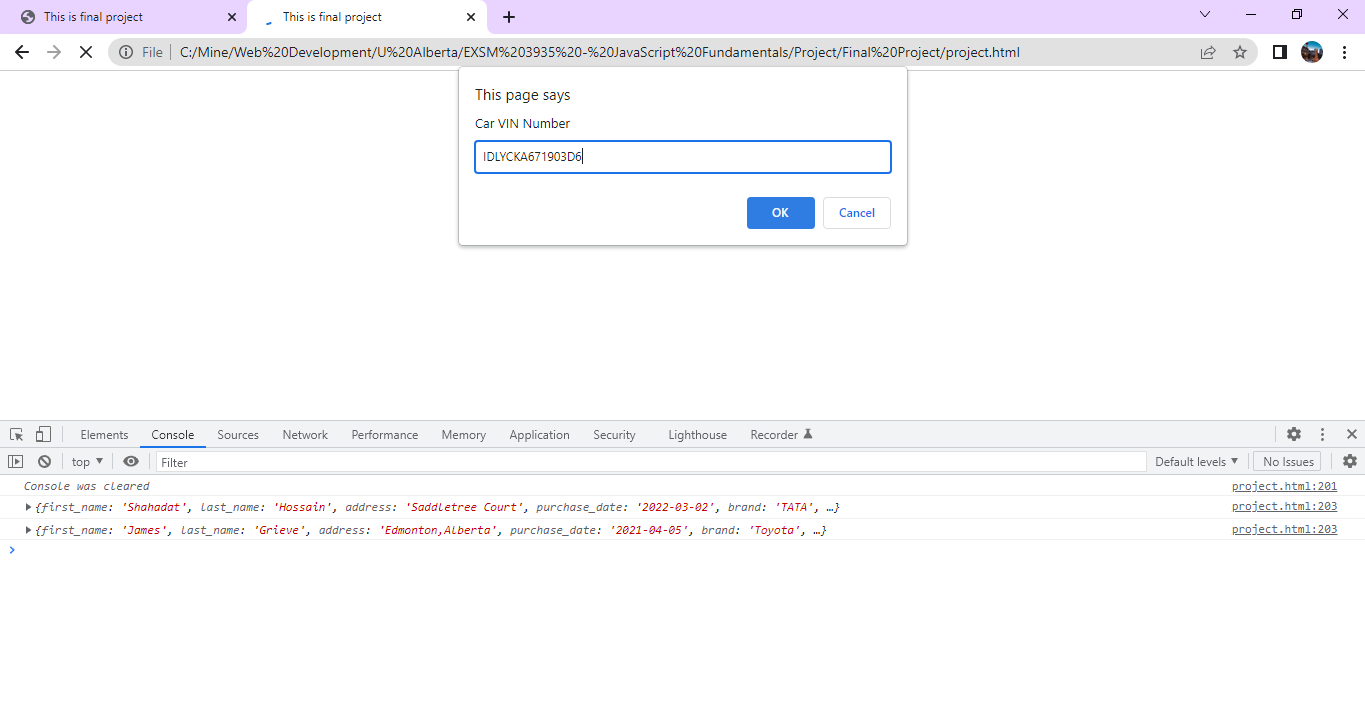 This is final project
This is final project
File
C:/Mine/Web%20Development/U%20Alberta/EXSM%203935%20-%20JavaScript%20Fundamentals/Project/Final%20Project/project.html
This page says
Car VIN Number
IDLYCKA671903D6
OK Cancel
Elements Console Sources Network Performance Memory Application Security Lighthouse Recorder
top Filter Default levels No Issues
Console was cleared project.html:201
{first_name: 'Shahadat', last_name: 'Hossain', address: 'Saddletree Court', purchase_date: '2022-03-02', brand: 'TATA', …} project.html:203
{first_name: 'James', last_name: 'Grieve', address: 'Edmonton,Alberta', purchase_date: '2021-04-05', brand: 'Toyota', …} project.html:203